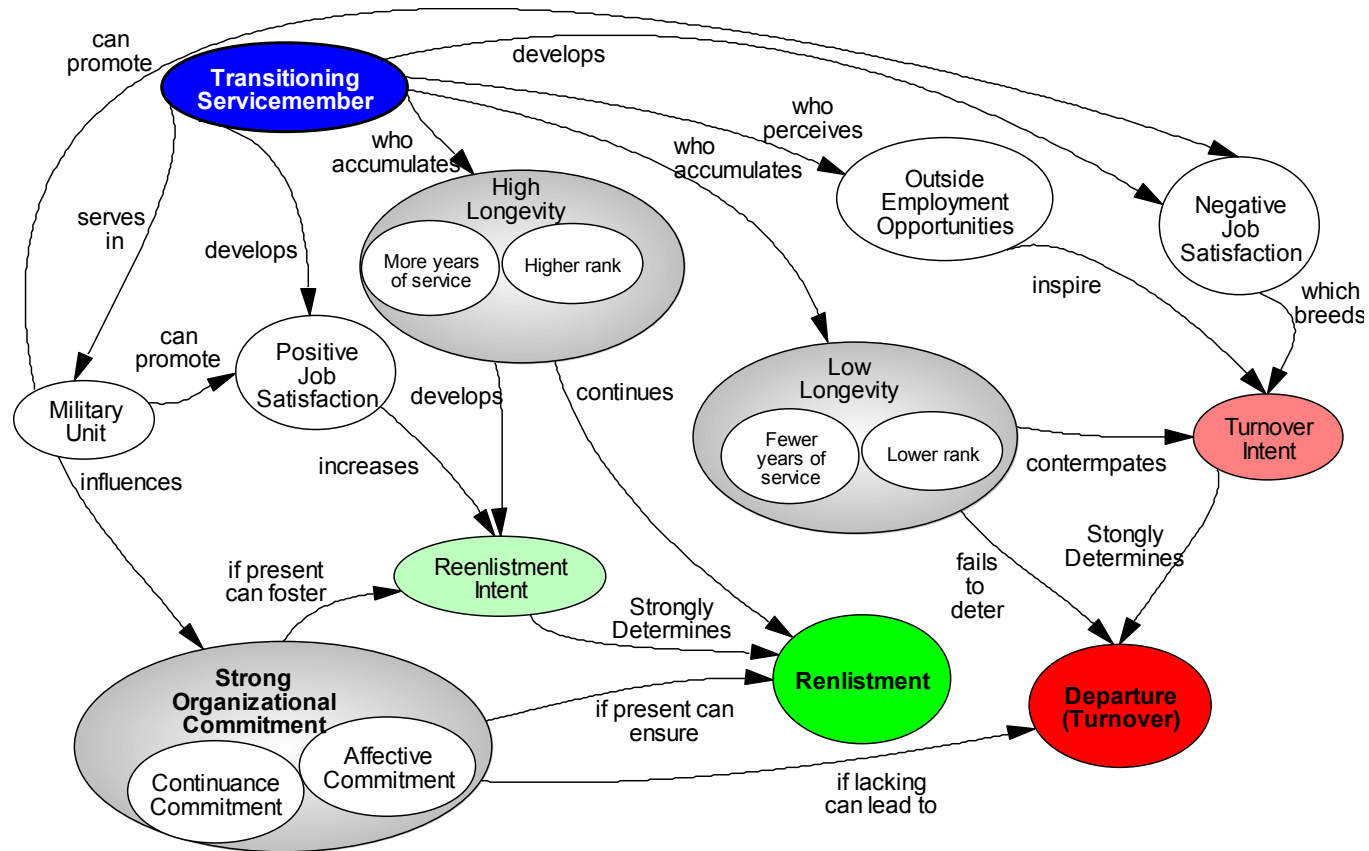 can
promote
develops
Transitioning
Servicemember
who
perceives
who
accumulates
who
accumulates
High
Longevity
More years
of service
Higher rank
Outside
Employment
Opportunities
Negative
Job
Satisfaction
serves
in
develops
inspire
which
breeds
can
promote
Positive
Job
Satisfaction
Military
Unit
develops
continues
Low
Longevity
Fewer
years of
service
Lower rank
contermpates
Turnover
Intent
influences
increases
if present
can foster
Reenlistment
Intent
Strongly
Determines
fails
to
deter
Stongly
Determines
Strong
Organizational
Commitment
Continuance
Commitment
Affective
Commitment
if present can
ensure
Renlistment
Departure
(Turnover)
if lacking
can lead to